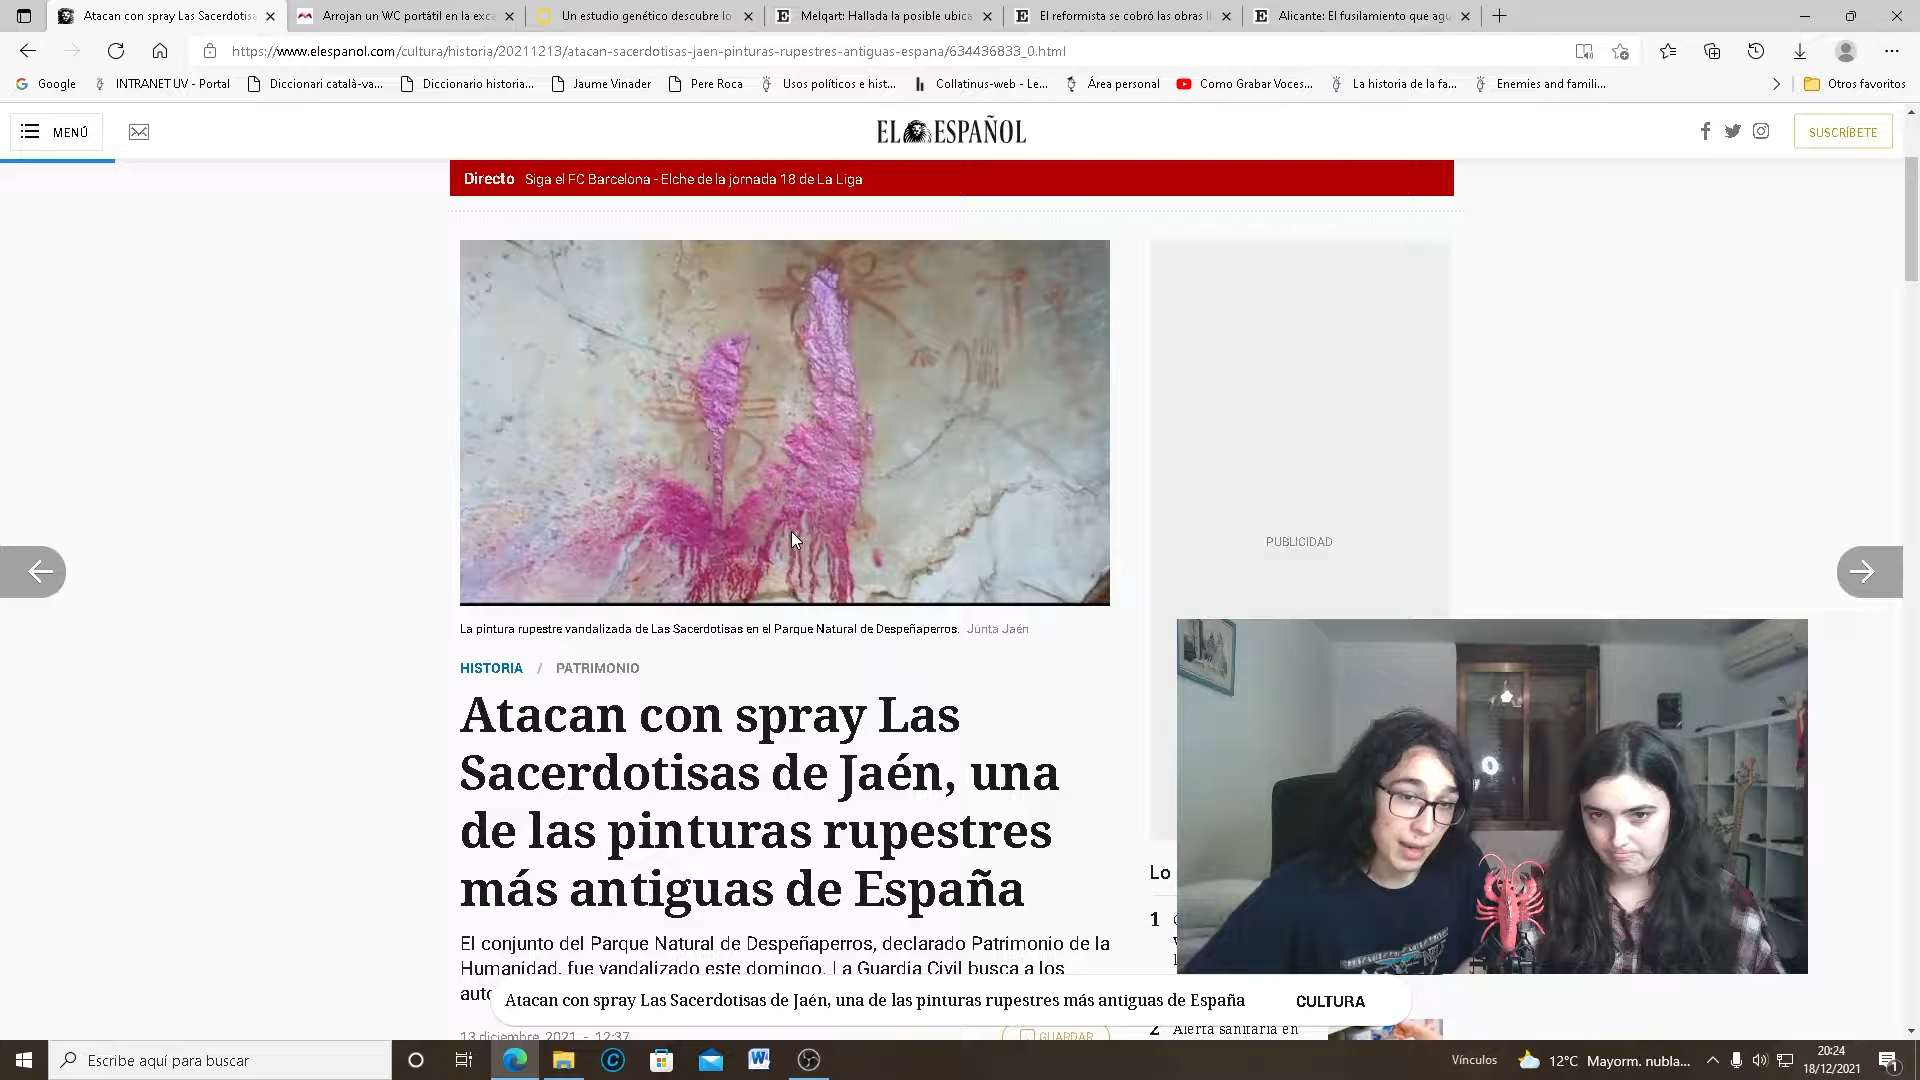 Atacan con spray Las Sacerdotisa
Arrojan un WC portátil en la exca
Un estudio genético descubre lo
Melqart: Hallada la posible ubica
El reformista se cobró las obras
Alicante: El fusilamiento que agu
https://www.elespanol.com/cultura/historia/20211213/atacan-sacerdotisas-jaen-pinturas-rupestres-antiguas-espana/634436833_0.html
Google
INTRANET UV - Portal
Diccionari català-va...
Diccionario historia...
Jaume Vinader
Pere Roca
Usos políticos e hist...
Collatinus-web - Le...
Área personal
Como Grabar Voces...
La historia de la fa...
Enemies and famili...
Otros favoritos
MENÚ
EL ESPAÑOL
SUSCRÍBETE
Directo Siga el FC Barcelona - Elche de la jornada 18 de La Liga
PUBLICIDAD
La pintura rupestre vandalizada de Las Sacerdotisas en el Parque Natural de Despeñaperros. Junta Jaén
HISTORIA / PATRIMONIO
Atacan con spray Las
Sacerdotisas de Jaén, una
de las pinturas rupestres
más antiguas de España
El conjunto del Parque Natural de Despeñaperros, declarado Patrimonio de la
Humanidad, fue vandalizado este domingo. La Guardia Civil busca a los
auto
Lo
1
Atacan con spray Las Sacerdotisas de Jaén, una de las pinturas rupestres más antiguas de España
CULTURA
2 Alerta sanitaria en
13 diciembre, 2021 - 12:37
GUARDAR
Escribe aquí para buscar
Vínculos
12°C Mayorm. nubla...
20:24
18/12/2021
1